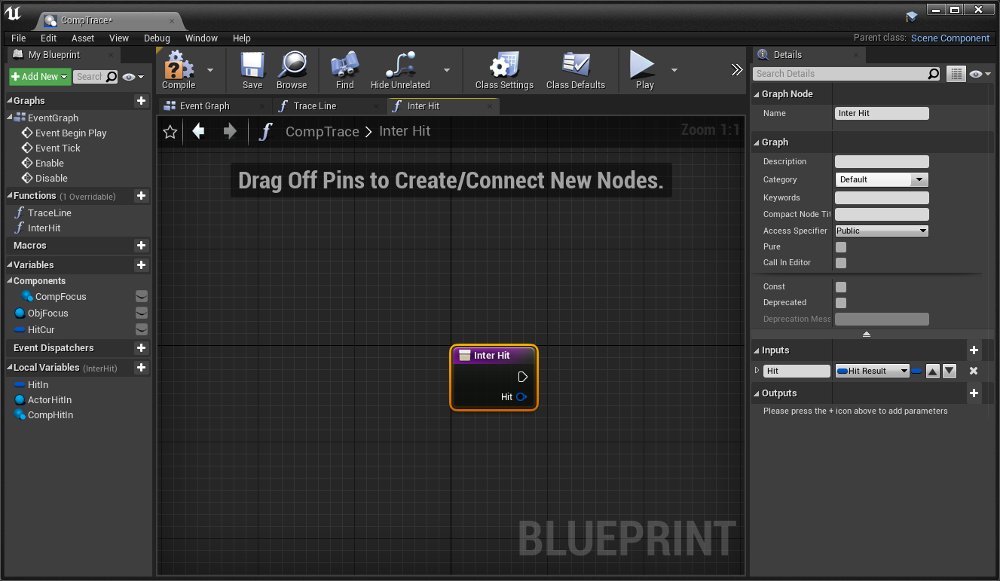 CompTrace*
File Edit Asset View Debug Window Help
Parent class: Scene Component
My Blueprint
Add New
Search
Graphs
EventGraph
Event Begin Play
Event Tick
Enable
Disable
Functions (1 Overridable)
TraceLine
InterHit
Macros
Variables
Components
CompFocus
ObjFocus
HitCur
Event Dispatchers
Local Variables (InterHit)
HitIn
ActorHitIn
CompHitIn
Compile
Save
Browse
Find
Hide Unrelated
Class Settings
Class Defaults
Play
Event Graph
Trace Line
Inter Hit
CompTrace > Inter Hit
Zoom 1:1
Drag Off Pins to Create/Connect New Nodes.
Inter Hit
Hit
BLUEPRINT
Details
Search Details
Graph Node
Name Inter Hit
Graph
Description
Category Default
Keywords
Compact Node Tit
Access Specifier Public
Pure
Call In Editor
Const
Deprecated
Deprecation Mess
Inputs
Hit Hit Result
Outputs
Please press the + icon above to add parameters